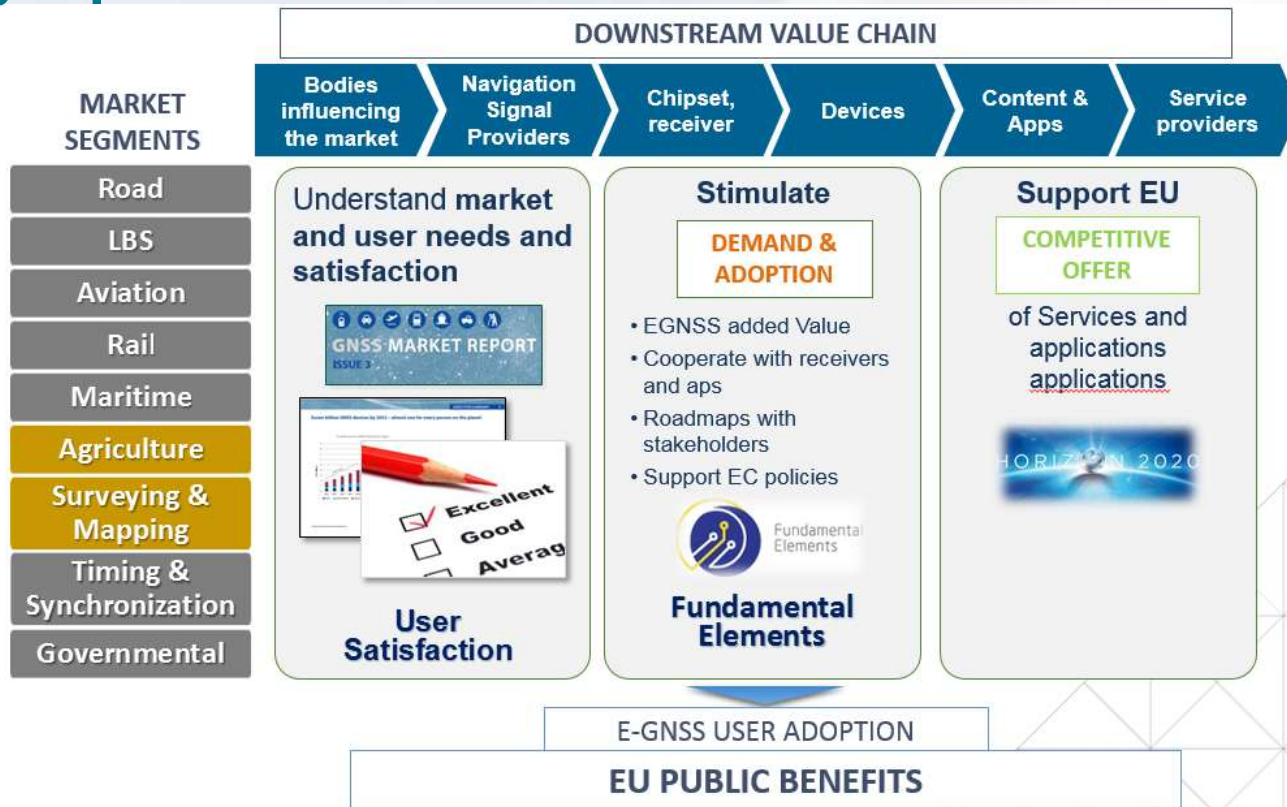 DOWNSTREAM VALUE CHAIN
MARKET
SEGMENTS
Bodies
influencing
the market
Navigation
Signal
Providers
Chipset,
receiver
Devices
Content &
Apps
Service
providers
Road
LBS
Aviation
Rail
Maritime
Agriculture
Surveying &
Mapping
Timing &
Synchronization
Governmental
Understand market
and user needs and
satisfaction
GNSS MARKET REPORT
ISSUE 3
Excellent
Good
Averag
User
Satisfaction
Stimulate
DEMAND &
ADOPTION
• EGNSS added Value
• Cooperate with receivers
and aps
• Roadmaps with
stakeholders
• Support EC policies
Fundamental
Elements
Fundamental
Elements
Support EU
COMPETITIVE
OFFER
of Services and
applications
applications
HORIZON 2020
E-GNSS USER ADOPTION
EU PUBLIC BENEFITS